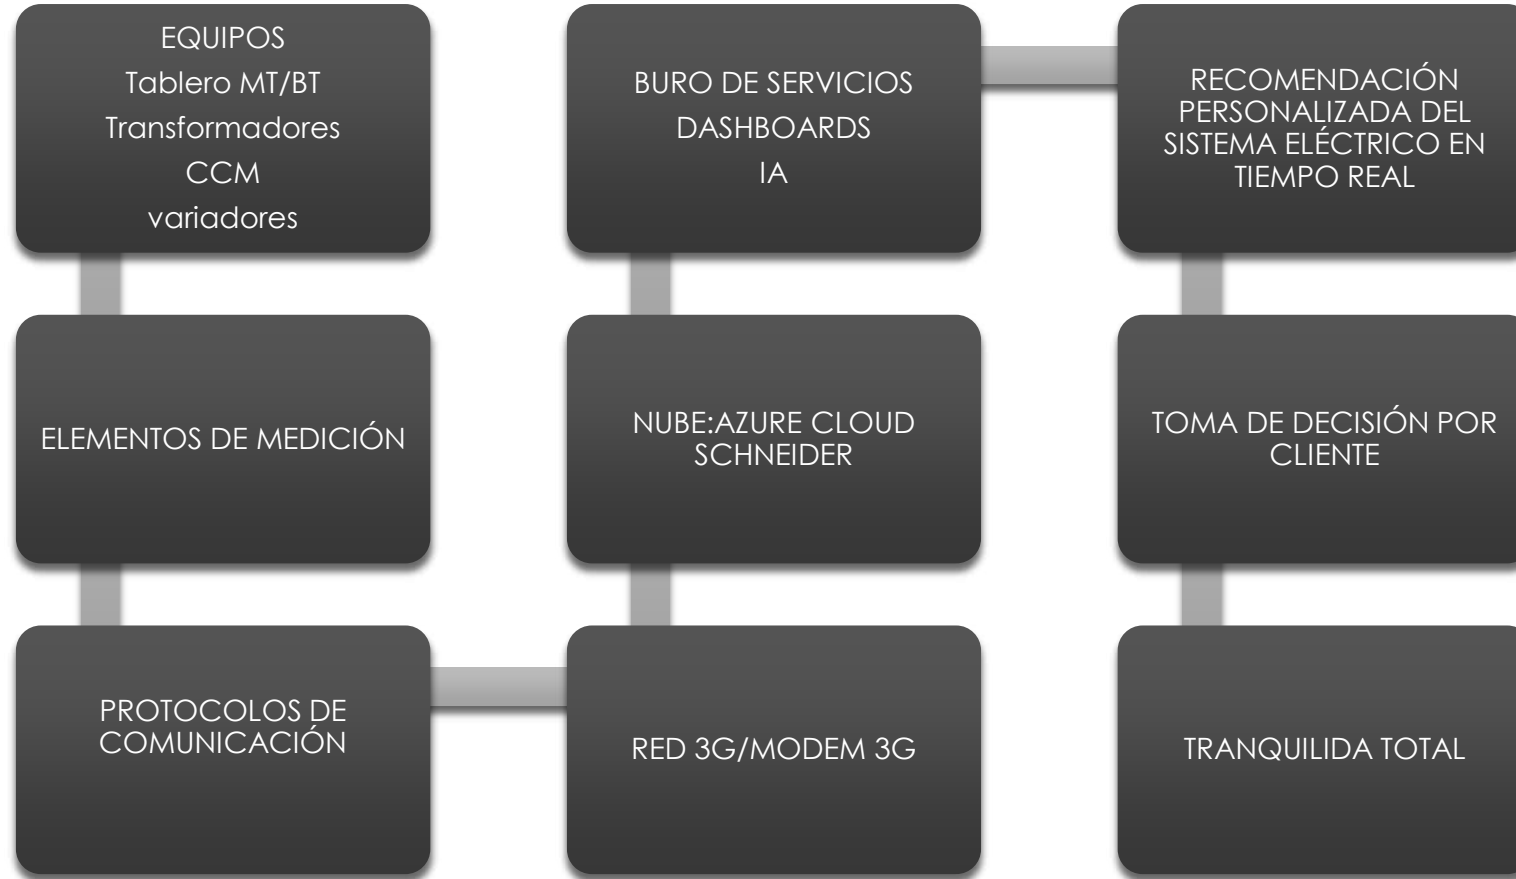 EQUIPOS
Tablero MT/BT
Transformadores
CCM
variadores
ELEMENTOS DE MEDICIÓN
PROTOCOLOS DE
COMUNICACIÓN
RED 3G/MODEM 3G
NUBE:AZURE CLOUD
SCHNEIDER
BURO DE SERVICIOS
DASHBOARDS
IA
RECOMENDACIÓN
PERSONALIZADA DEL
SISTEMA ELÉCTRICO EN
TIEMPO REAL
TOMA DE DECISIÓN POR
CLIENTE
TRANQUILIDA TOTAL